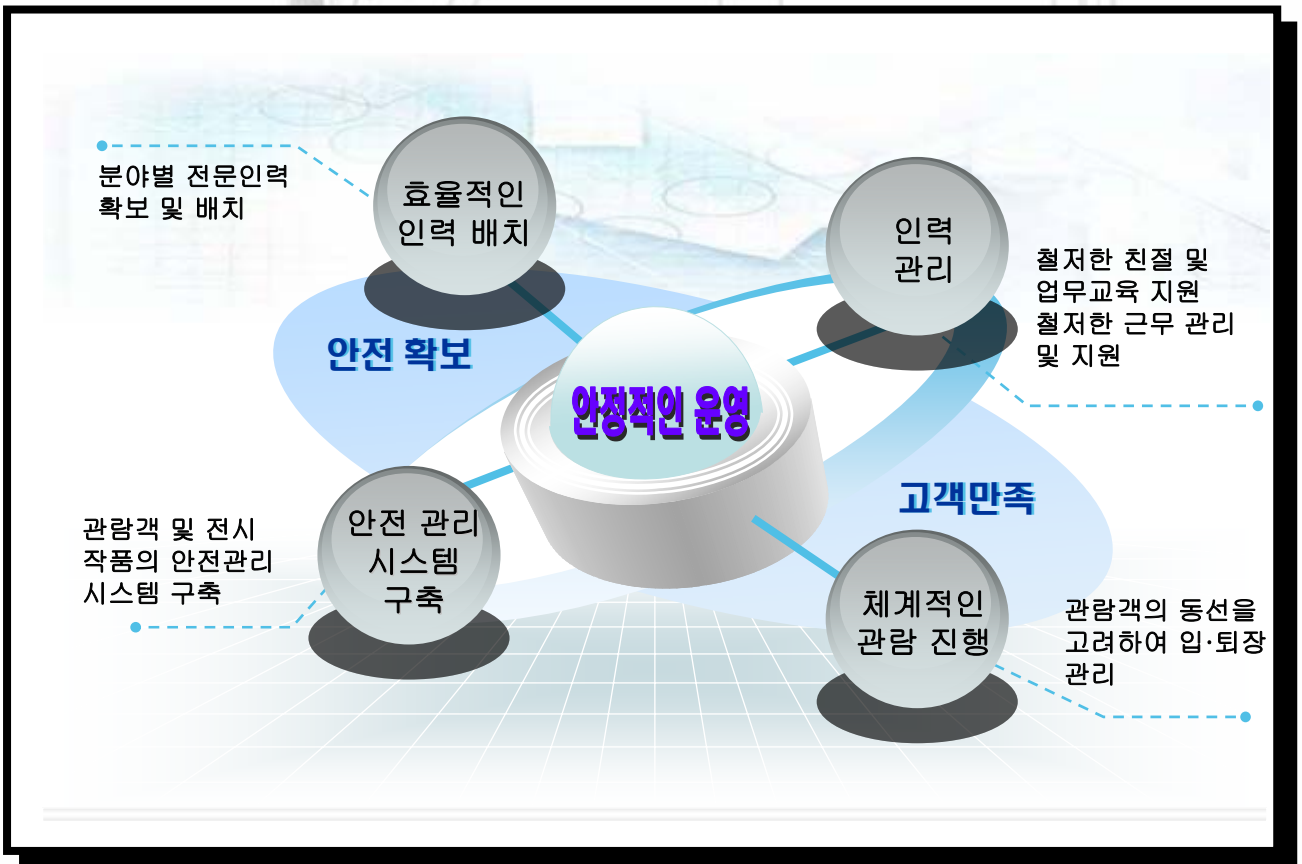 분야별 전문인력
확보 및 배치
효율적인
인력 배치
인력
관리
철저한 친절 및
업무교육 지원
철저한 근무 관리
및 지원
안전 확보
안정적인 운영
고객만족
관람객 및 전시
작품의 안전관리
시스템 구축
안전 관리
시스템
구축
체계적인
관람 진행
관람객의 동선을
고려하여 입·퇴장
관리